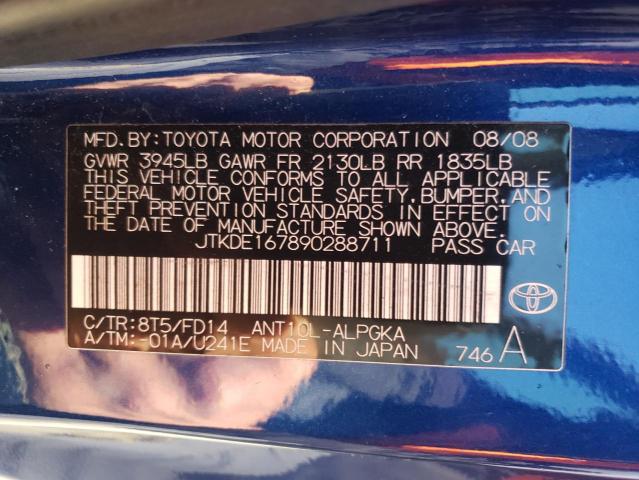 MFD.BY:TOYOTA MOTOR CORPORATION 08/08
GVWR 3945LB GAWR FR 2130LB RR 1835LB
THIS VEHICLE CONFORMS TO ALL APPLICABLE
FEDERAL MOTOR VEHICLE SAFETY,BUMPER,AND
THEFT PREVENTION STANDARDS IN EFFECT ON
THE DATE OF MANUFACTURE SHOWN ABOVE.
JTKDE167890288711 PASS CAR
C/TR:8T5/FD14 ANT10L-ALPGKA
A/TM:-01A/U241E MADE IN JAPAN 746 A